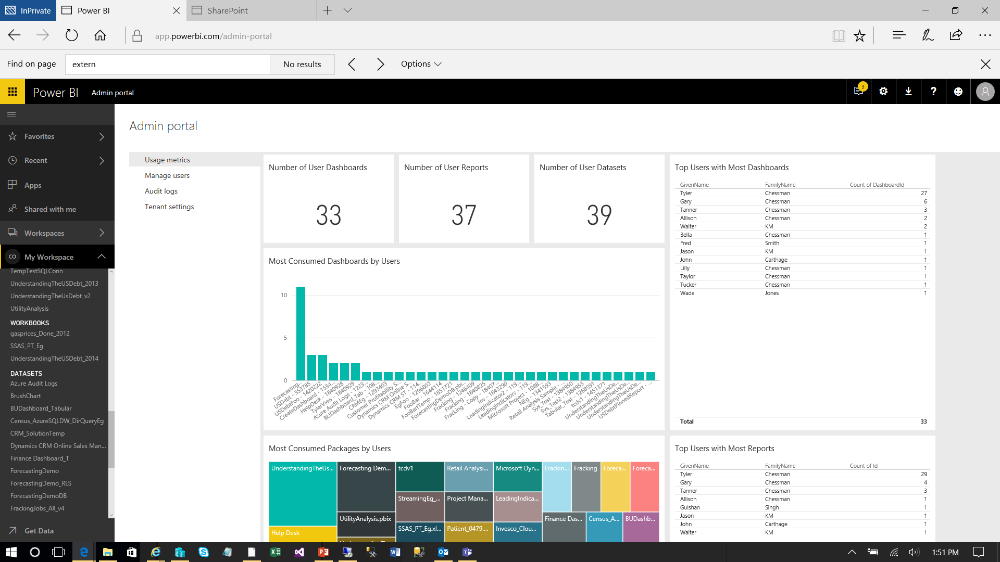 InPrivate
Power BI
SharePoint
app.powerbi.com/admin-portal
Find on page
extern
No results
Options
Power BI
Admin portal
3
Favorites
Recent
Apps
Shared with me
Workspaces
CO
My Workspace
TempTestSQLConn
UnderstandingTheUSDebt_2013
UnderstandingTheUsDebt_v2
UtilityAnalysis
WORKBOOKS
gasprices_Done_2012
SSAS_PT_Eg
UnderstandingTheUSDebt_2014
DATASETS
Azure Audit Logs
BrushChart
BUDashboard_Tabular
Census_AzureSQLDW_DirQueryEg
CRM_SolutionTemp
Dynamics CRM Online Sales Man...
Finance Dashboard_T
ForecastingDemo
ForecastingDemo_RLS
ForecastingDemoDB
FrackingJobs_All_v4
Get Data
Admin portal
Usage metrics
Manage users
Audit logs
Tenant settings
Number of User Dashboards
33
Number of User Reports
37
Number of User Datasets
39
Most Consumed Dashboards by Users
10
5
0
Forecasting...
USDebt - 353785
USDebtFoo - 1420222
CreateDashboard - 1534...
HelpDesk - 1840928
TylerView - 1840929
Azure Audit Logs - 1223...
BUDashboard_Tab - 108...
CRMEg - 1293403
Customer Profitability S...
Dynamics CRM Online S...
Dynamics CRM ST - 114...
EgFoo - 1296802
FooBar - 1644114
FooBartTemp - 1851721
ForecastingDemoDB.pbi...
Fracking - 1246409
Fracking - 1840825
Fracking - Copy - 18407...
Inv - 1643290
LeadingIndicator2 - 119...
LeadingIndicators - 119...
Microsoft Project - 1088...
NEg - 1341593
Retail Analysis Sample - ...
Sys_Test - 1384950
Sys_Test2 - 1384953
Tabular_Test - 1268591
tcdv1 - 1451371
UnderstandingTheUsDe...
UnderstandingTheUsDe...
UnderstandingTheUsDe...
USDebtPinnedReport - ...
Top Users with Most Dashboards
GivenName FamilyName Count of DashboardId
Tyler Chessman 27
Gary Chessman 6
Tanner Chessman 3
Allison Chessman 2
Walter KM 2
Bella Chessman 1
Fred Smith 1
Jason KM 1
John Carthage 1
Lilly Chessman 1
Taylor Chessman 1
Tucker Chessman 1
Wade Jones 1
Total 33
Most Consumed Packages by Users
UnderstandingTheUs...
Help Desk
Forecasting Dem...
UtilityAnalysis.pbix
tcdv1
StreamingEg_...
SSAS_PT_Eg.xl...
Retail Analysi...
Project Mana...
Patient_0479....
Microsoft Dyn...
LeadingIndica...
Invesco_Clou...
Frackin...
Fracking
Foreca...
Foreca...
Finance Das...
Census_A...
BUDashb...
Top Users with Most Reports
GivenName FamilyName Count of Id
Tyler Chessman 29
Gary Chessman 4
Tanner Chessman 3
Allison Chessman 1
Gulshan Singh 1
Jason KM 1
John Carthage 1
Walter KM 1
1:51 PM